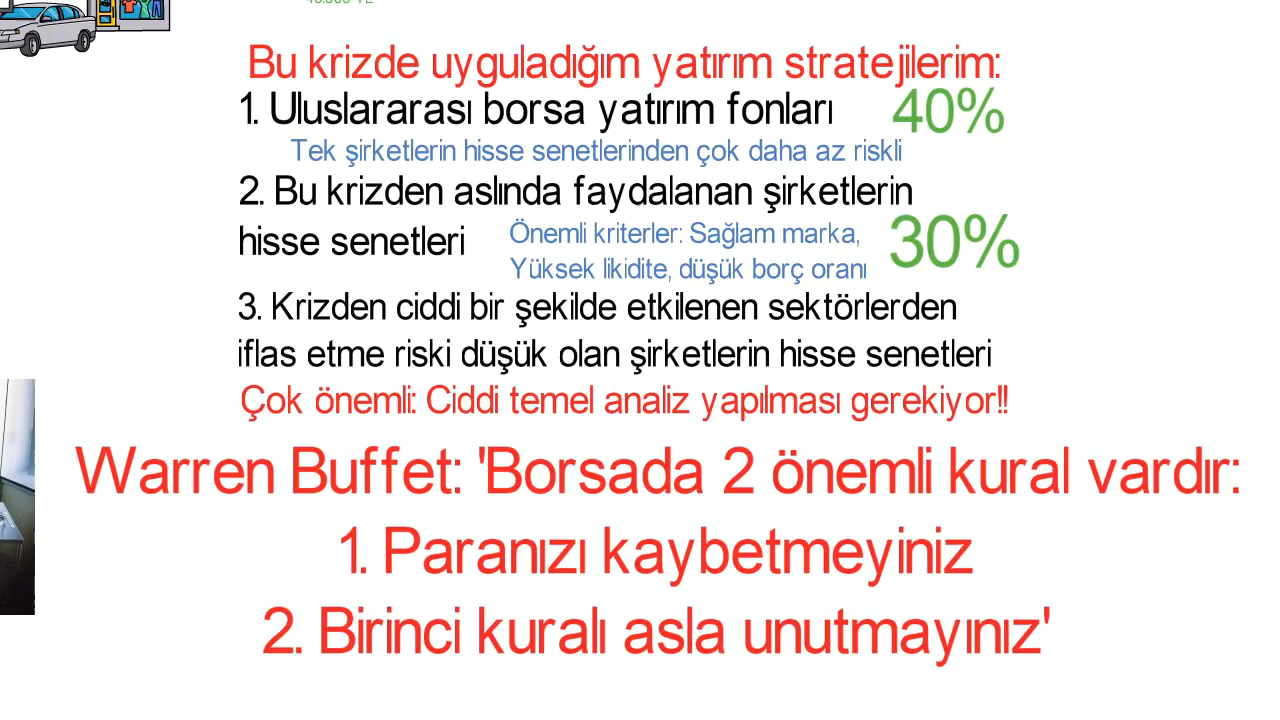 Bu krizde uyguladığım yatırım stratejilerim:
1. Uluslararası borsa yatırım fonları 40%
Tek şirketlerin hisse senetlerinden çok daha az riskli
2. Bu krizden aslında faydalanan şirketlerin
hisse senetleri Önemli kriterler: Sağlam marka, 30%
Yüksek likidite, düşük borç oranı
3. Krizden ciddi bir şekilde etkilenen sektörlerden
iflas etme riski düşük olan şirketlerin hisse senetleri
Çok önemli: Ciddi temel analiz yapılması gerekiyor!!
Warren Buffet: 'Borsada 2 önemli kural vardır:
1. Paranızı kaybetmeyiniz
2. Birinci kuralı asla unutmayınız'